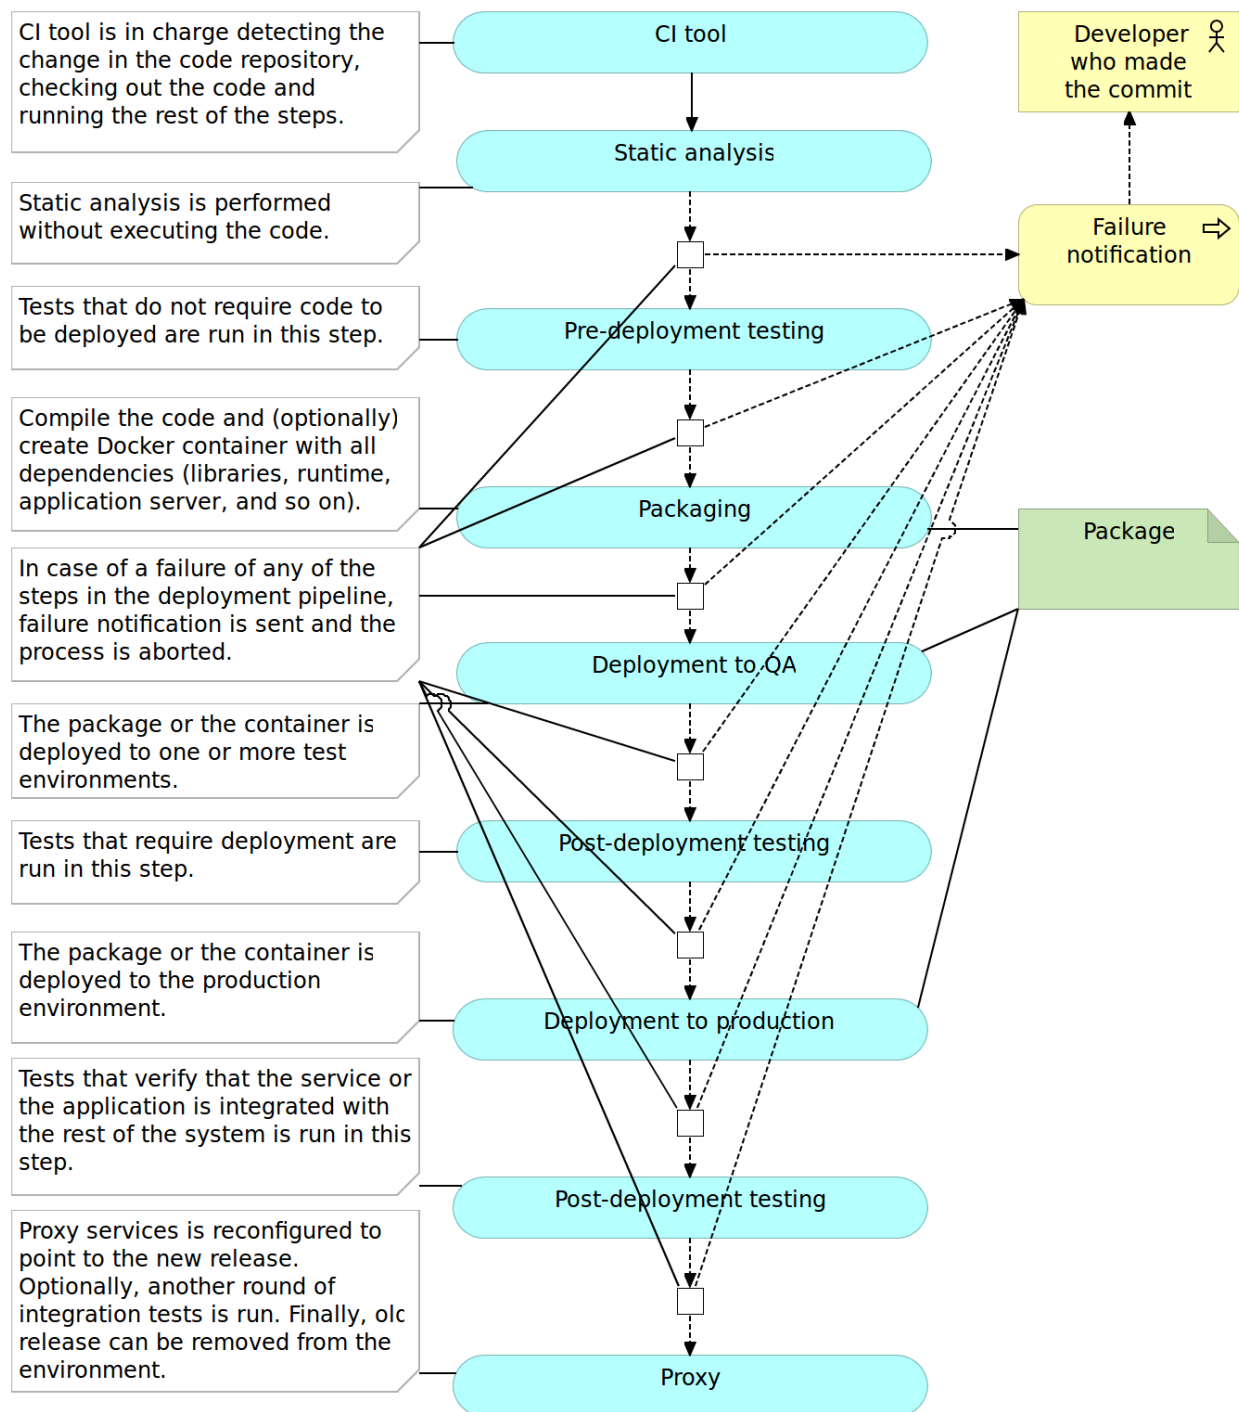 CI tool is in charge detecting the
change in the code repository,
checking out the code and
running the rest of the steps.
CI tool
Developer
who made
the commit
Static analysis
Static analysis is performed
without executing the code.
Failure
notification
Tests that do not require code to
be deployed are run in this step.
Pre-deployment testing
Compile the code and (optionally)
create Docker container with all
dependencies (libraries, runtime,
application server, and so on).
Packaging
Package
In case of a failure of any of the
steps in the deployment pipeline,
failure notification is sent and the
process is aborted.
Deployment to QA
The package or the container is
deployed to one or more test
environments.
Tests that require deployment are
run in this step.
Post-deployment testing
The package or the container is
deployed to the production
environment.
Deployment to production
Tests that verify that the service or
the application is integrated with
the rest of the system is run in this
step.
Post-deployment testing
Proxy services is reconfigured to
point to the new release.
Optionally, another round of
integration tests is run. Finally, old
release can be removed from the
environment.
Proxy